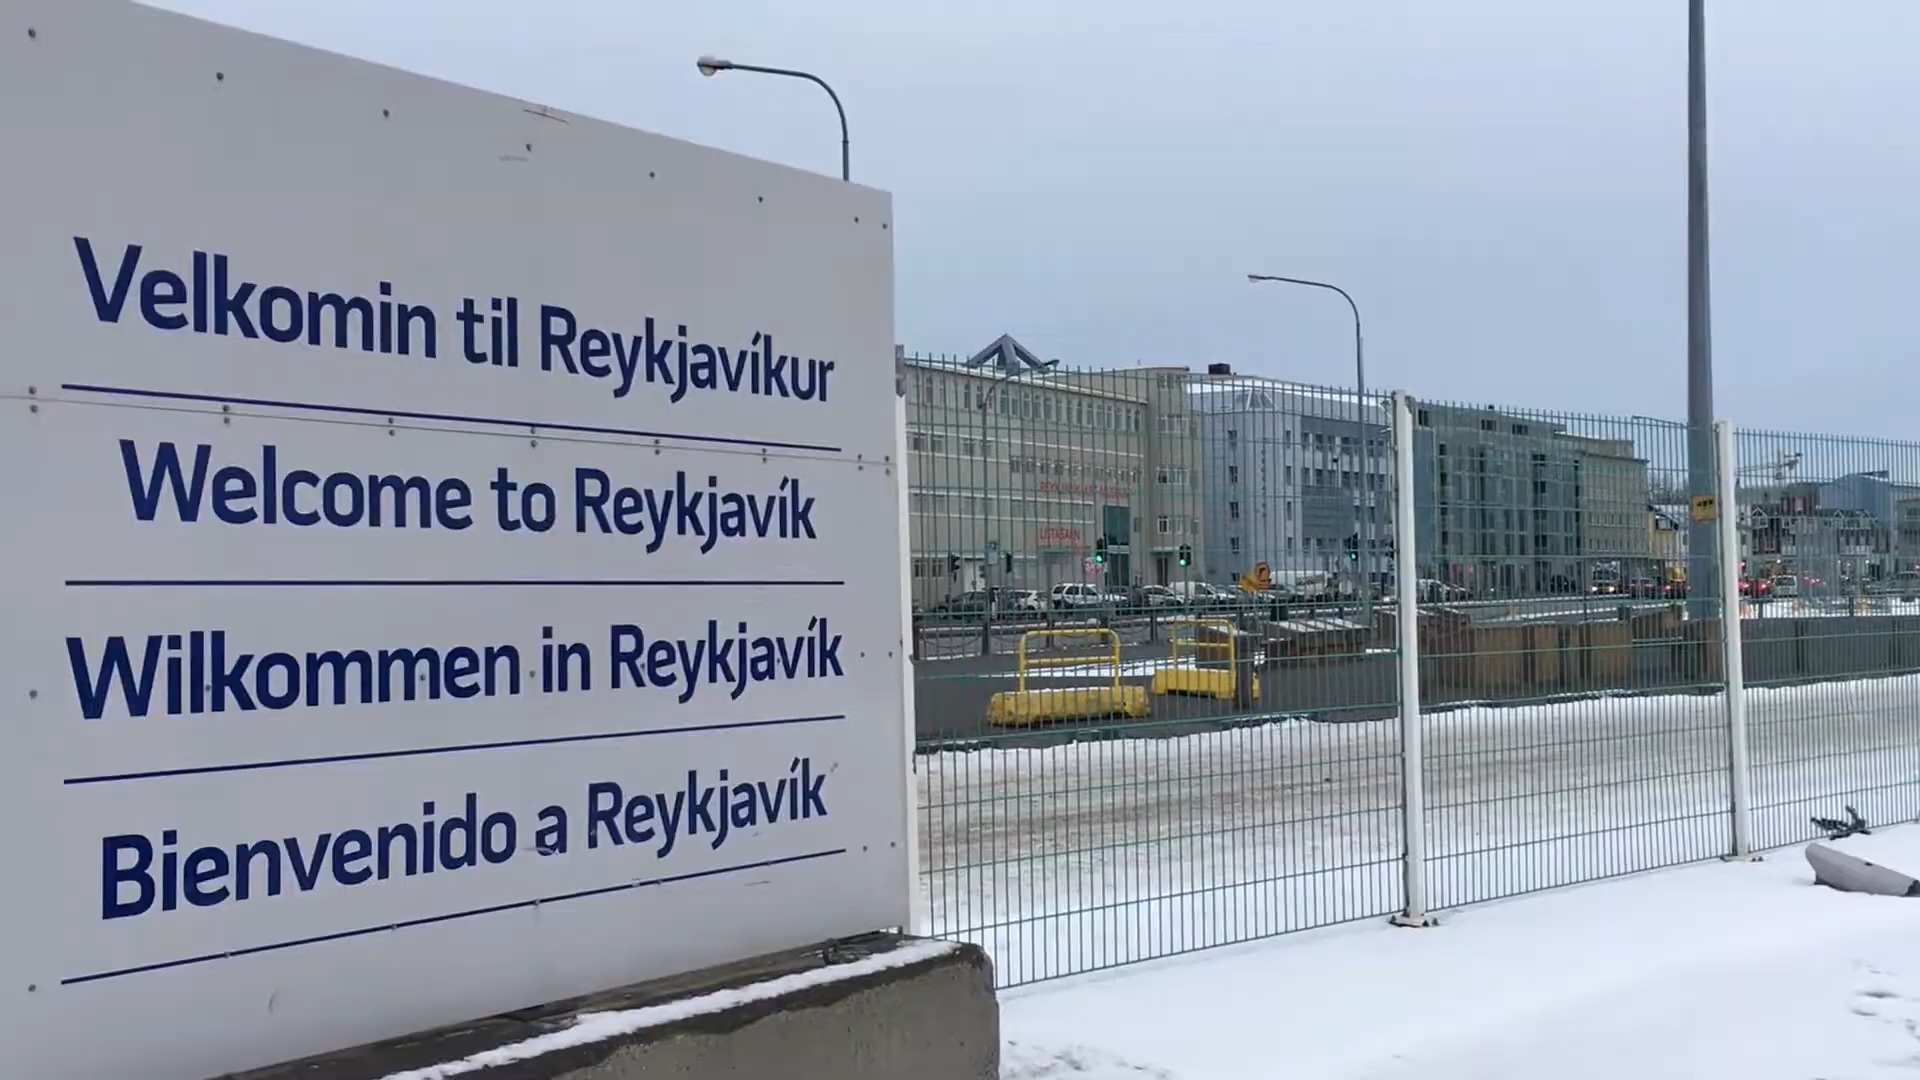 Velkomin til Reykjavíkur
Welcome to Reykjavík
Wilkommen in Reykjavík
Bienvenido a Reykjavík